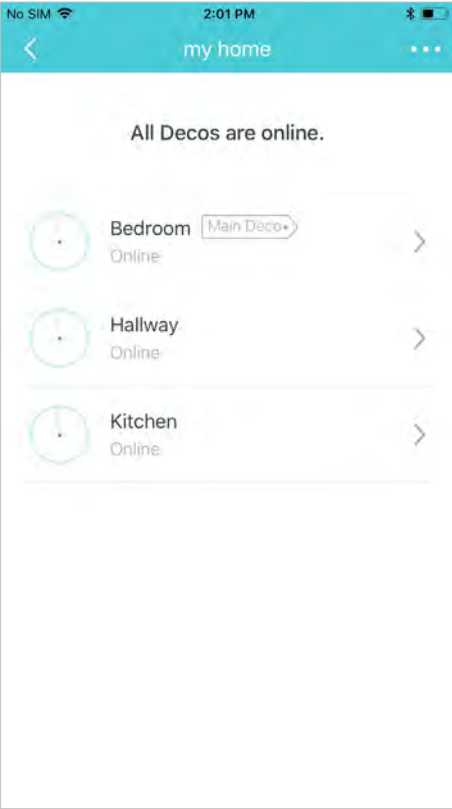 No SIM 2:01 PM
my home
All Decos are online.
Bedroom Main Deco
Online
Hallway
Online
Kitchen
Online